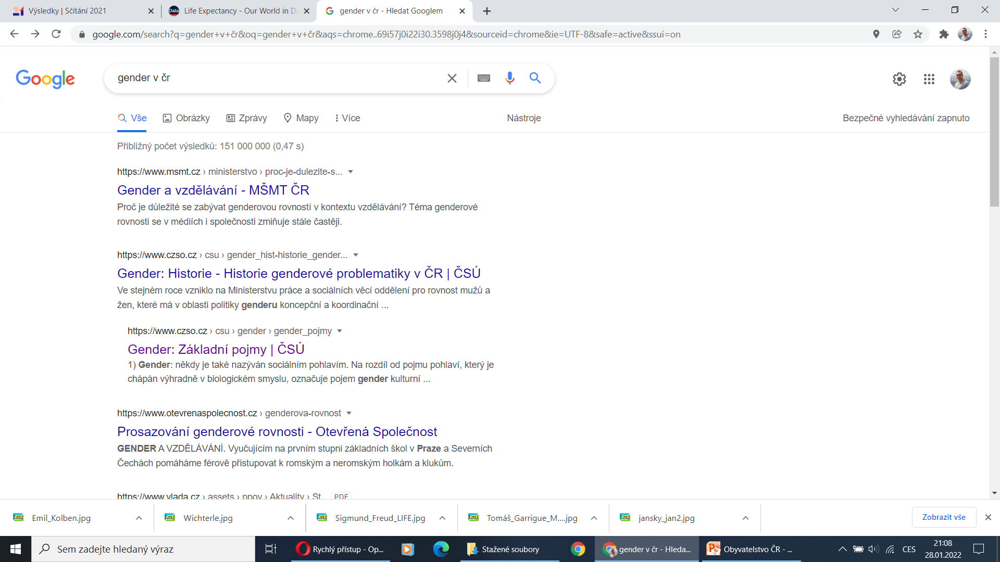 Výsledky | Sčítání 2021
Life Expectancy - Our World in Da
gender v čr - Hledat Googlem
google.com/search?q=gender+v+čr&oq=gender+v+čr&aqs=chrome..69i57j0i22i30.3598j0j4&sourceid=chrome&ie=UTF-8&safe=active&ssui=on
Google
gender v čr
Vše
Obrázky
Zprávy
Mapy
Více
Nástroje
Bezpečné vyhledávání zapnuto
Přibližný počet výsledků: 151 000 000 (0,47 s)
https://www.msmt.cz › ministerstvo › proc-je-dulezite-s...
Gender a vzdělávání - MŠMT ČR
Proč je důležité se zabývat genderovou rovností v kontextu vzdělávání? Téma genderové
rovnosti se v médiích i společnosti zmiňuje stále častěji.
https://www.czso.cz › csu › gender_hist-historie_gender...
Gender: Historie - Historie genderové problematiky v ČR | ČSÚ
Ve stejném roce vzniklo na Ministerstvu práce a sociálních věcí oddělení pro rovnost mužů a
žen, které má v oblasti politiky genderu koncepční a koordinační ...
https://www.czso.cz › csu › gender › gender_pojmy
Gender: Základní pojmy | ČSÚ
1) Gender: někdy je také nazýván sociálním pohlavím. Na rozdíl od pojmu pohlaví, který je
chápán výhradně v biologickém smyslu, označuje pojem gender kulturní ...
https://www.otevrenaspolecnost.cz › genderova-rovnost
Prosazování genderové rovnosti - Otevřená Společnost
GENDER A VZDĚLÁVÁNÍ. Vyučujícím na prvním stupni základních škol v Praze a Severních
Čechách pomáháme férově přistupovat k romským a neromským holkám a klukům.
https://www.vlada.cz › assets › ppov › Aktuality › St... PDF
Emil_Kolben.jpg
Wichterle.jpg
Sigmund_Freud_LIFE.jpg
Tomáš_Garrigue_M....jpg
jansky_jan2.jpg
Zobrazit vše
Sem zadejte hledaný výraz
Rychlý přístup - Op...
Stažené soubory
gender v čr - Hleda...
Obyvatelstvo ČR - ...
CES
21:08
28.01.2022